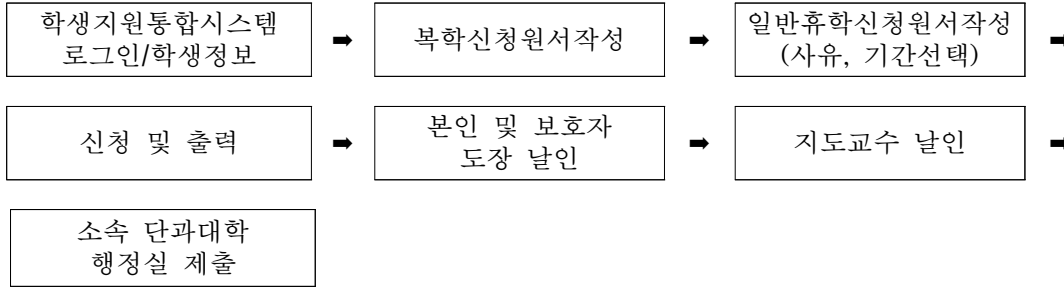 학생지원통합시스템
로그인/학생정보
➡
복학신청원서작성
➡
일반휴학신청원서작성
(사유, 기간선택)
➡
신청 및 출력
➡
본인 및 보호자
도장 날인
➡
지도교수 날인
➡
소속 단과대학
행정실 제출